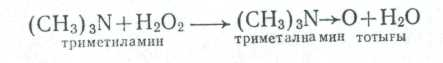 (CH₃)₃N + H₂O₂ ⟶ (CH₃)₃N→O + H₂O
триметиламин триметалнамин тотығы